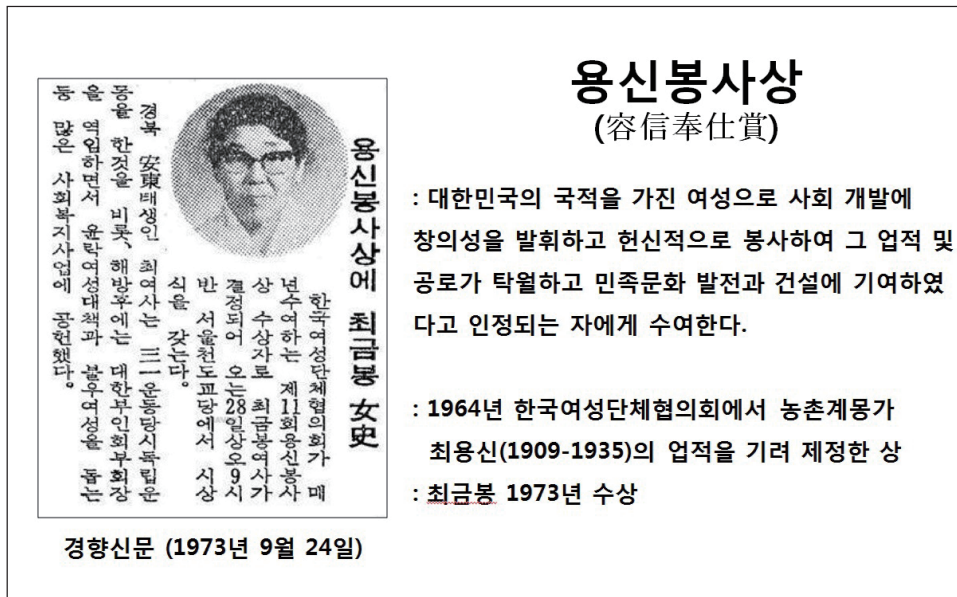 용신봉사상
(容信奉仕賞)
용신봉사상에 최금봉 女史
한국여성단체협의회가 매
년수여하는 제11회용신봉사
상 수상자로 최금봉여사가
결정되어 오는28일상오9시
반 서울천도교당에서 시상
식을 갖는다。
경북 安東태생인 최여사는 三一운동당시독립운
동을 한것을 비롯、해방후에는 대한부인회부회장
을 역임하면서 윤락여성대책과 불우여성을 돕는
등 많은 사회복지사업에 공헌했다。
경향신문 (1973년 9월 24일)
: 대한민국의 국적을 가진 여성으로 사회 개발에
창의성을 발휘하고 헌신적으로 봉사하여 그 업적 및
공로가 탁월하고 민족문화 발전과 건설에 기여하였
다고 인정되는 자에게 수여한다.
: 1964년 한국여성단체협의회에서 농촌계몽가
최용신(1909-1935)의 업적을 기려 제정한 상
: 최금봉 1973년 수상